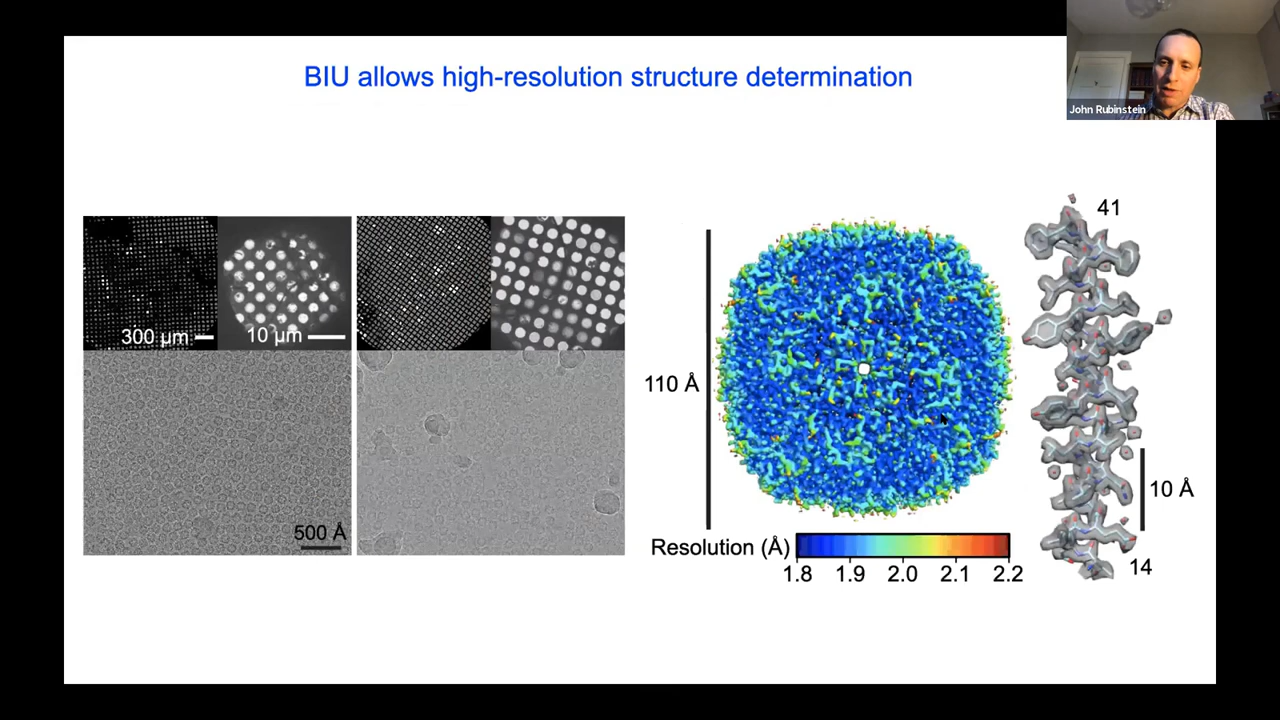 BIU allows high-resolution structure determination
John Rubinstein
300 µm
10 µm
500 Å
110 Å
Resolution (Å)
1.8 1.9 2.0 2.1 2.2
41
10 Å
14